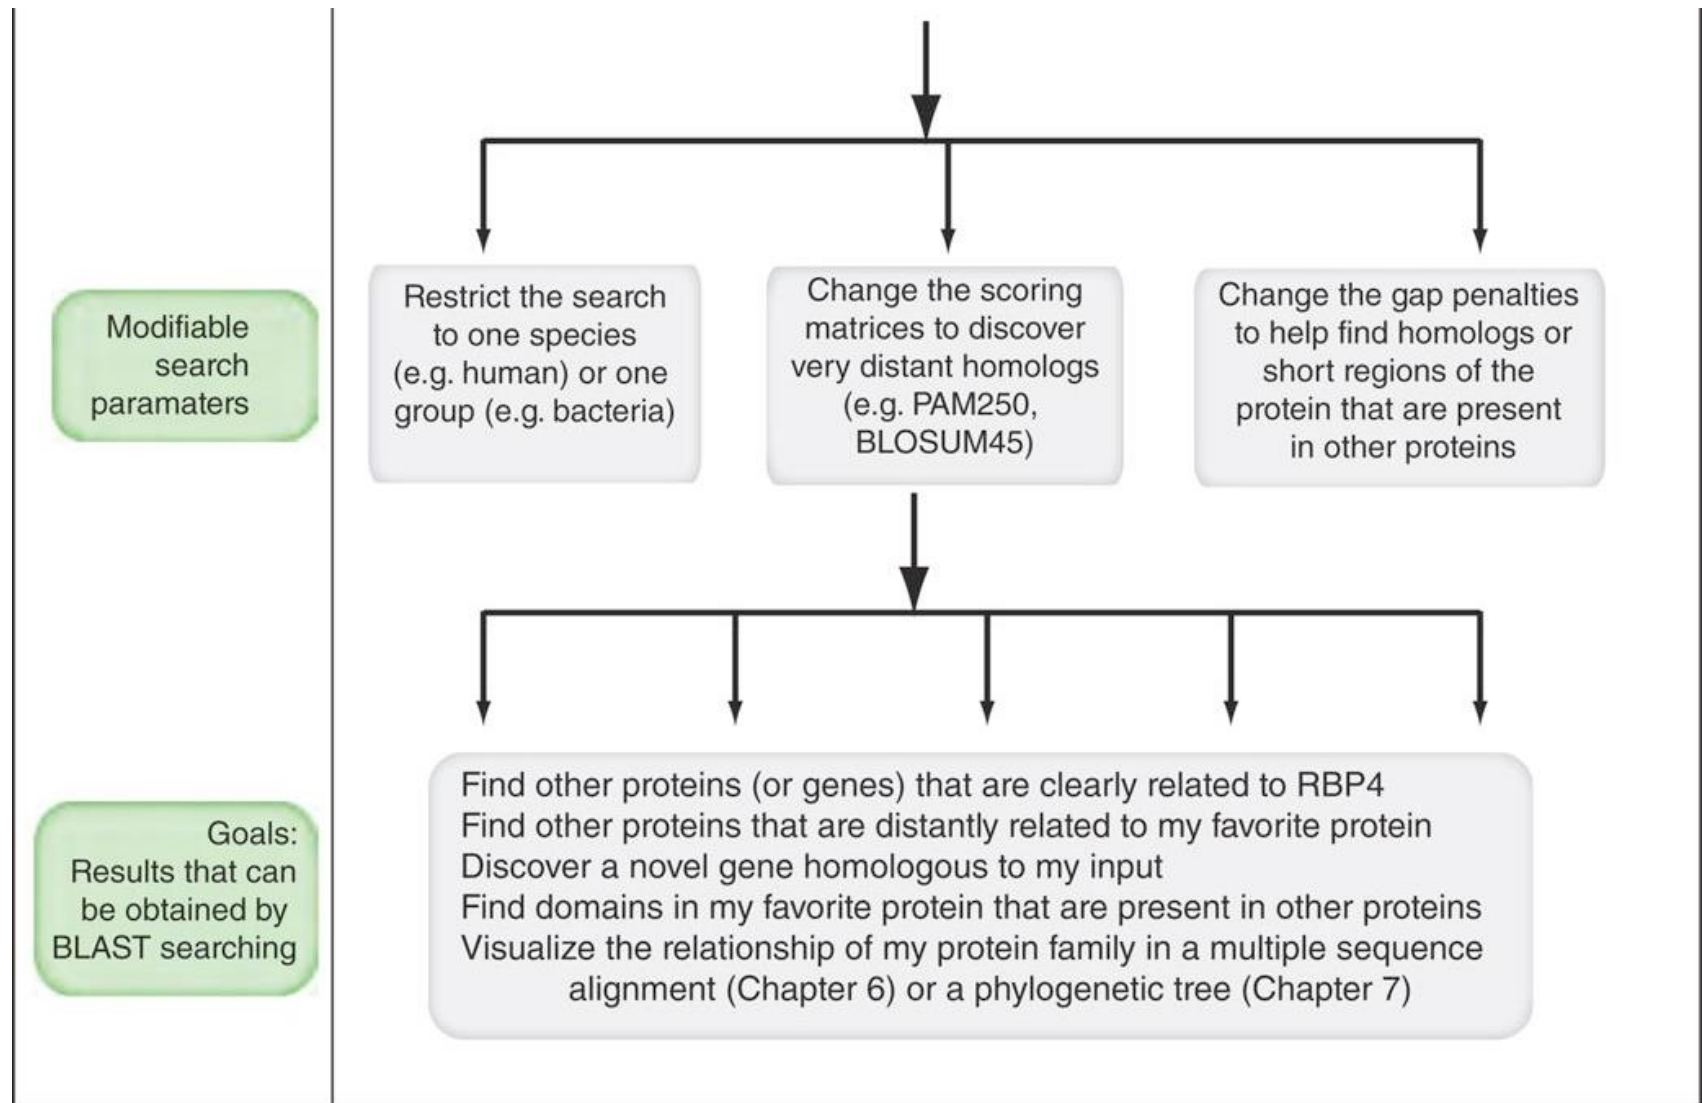 Modifiable
search
paramaters
Restrict the search
to one species
(e.g. human) or one
group (e.g. bacteria)
Change the scoring
matrices to discover
very distant homologs
(e.g. PAM250,
BLOSUM45)
Change the gap penalties
to help find homologs or
short regions of the
protein that are present
in other proteins
Goals:
Results that can
be obtained by
BLAST searching
Find other proteins (or genes) that are clearly related to RBP4
Find other proteins that are distantly related to my favorite protein
Discover a novel gene homologous to my input
Find domains in my favorite protein that are present in other proteins
Visualize the relationship of my protein family in a multiple sequence
alignment (Chapter 6) or a phylogenetic tree (Chapter 7)